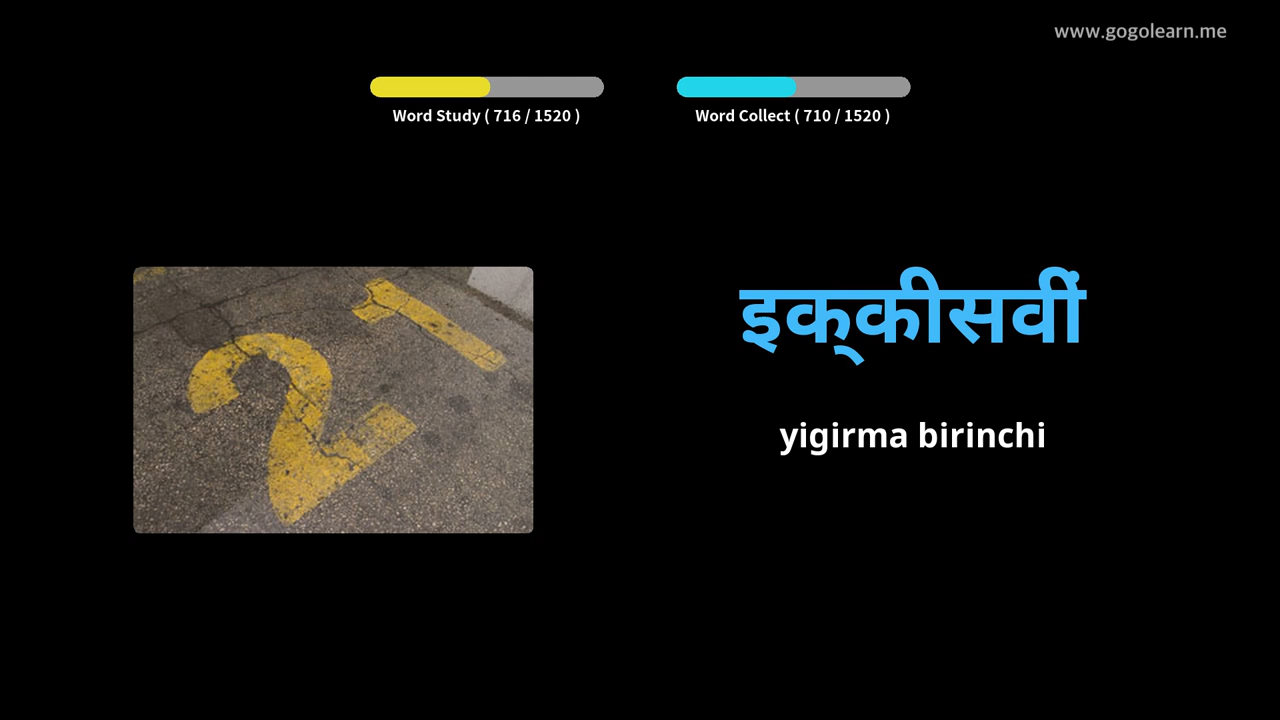 www.gogolearn.me
Word Study ( 716 / 1520 )
Word Collect ( 710 / 1520 )
21
इक्‌कीसवीं
yigirma birinchi